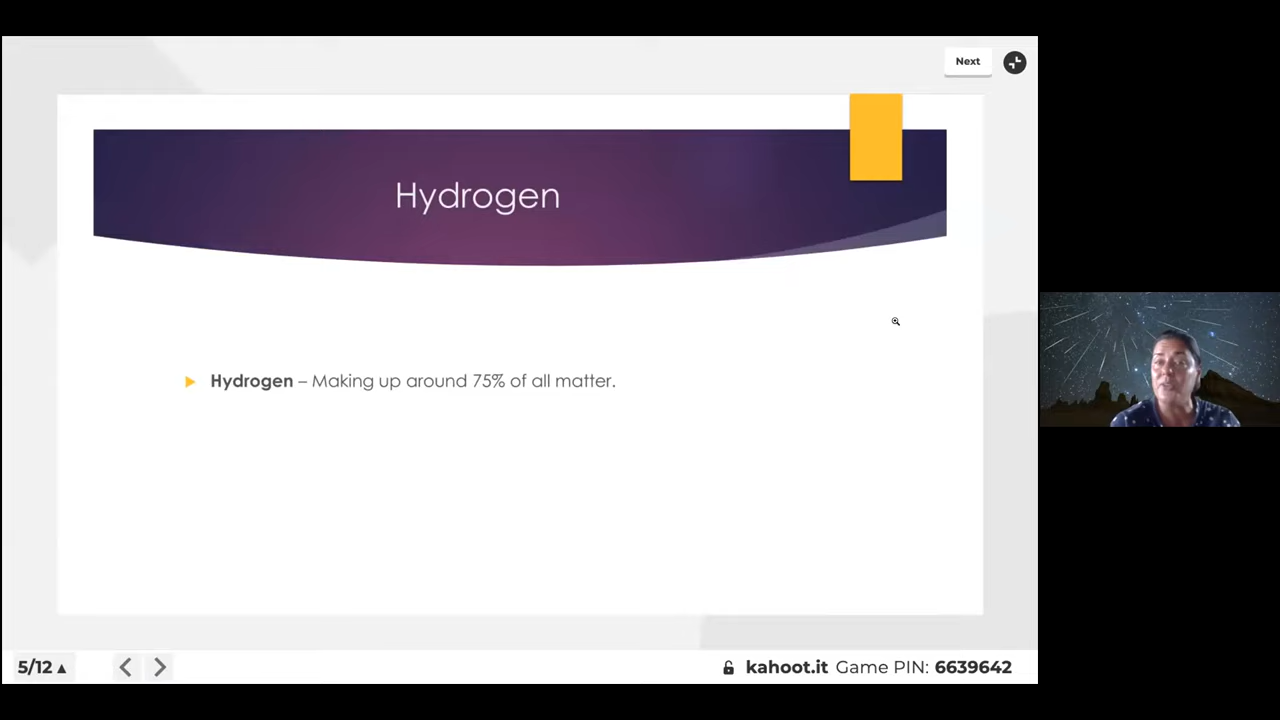 Next
Hydrogen
Hydrogen – Making up around 75% of all matter.
5/12
kahoot.it Game PIN: 6639642